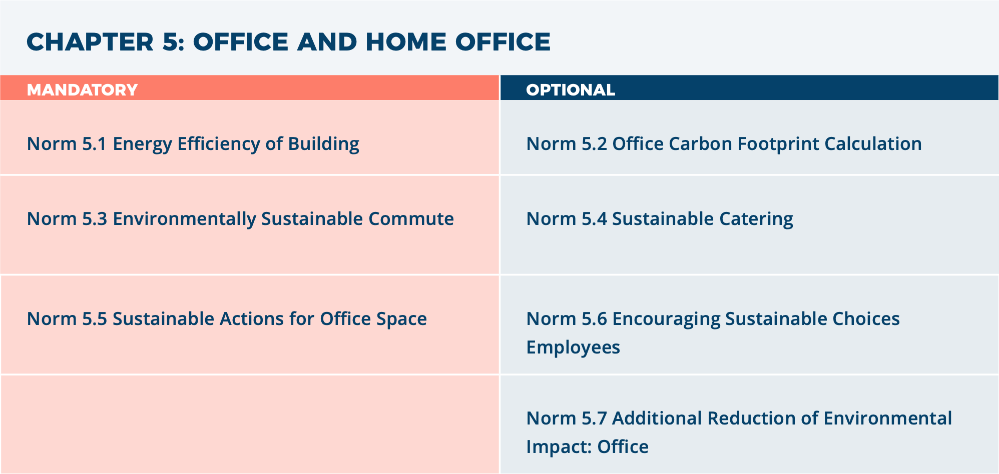 CHAPTER 5: OFFICE AND HOME OFFICE
MANDATORY
OPTIONAL
Norm 5.1 Energy Efficiency of Building
Norm 5.2 Office Carbon Footprint Calculation
Norm 5.3 Environmentally Sustainable Commute
Norm 5.4 Sustainable Catering
Norm 5.5 Sustainable Actions for Office Space
Norm 5.6 Encouraging Sustainable Choices
Employees
Norm 5.7 Additional Reduction of Environmental
Impact: Office